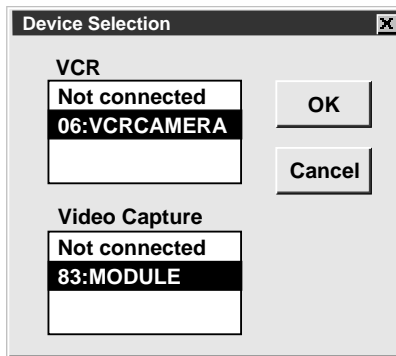 Device Selection
VCR
Not connected
06:VCRCAMERA
OK
Cancel
Video Capture
Not connected
83:MODULE